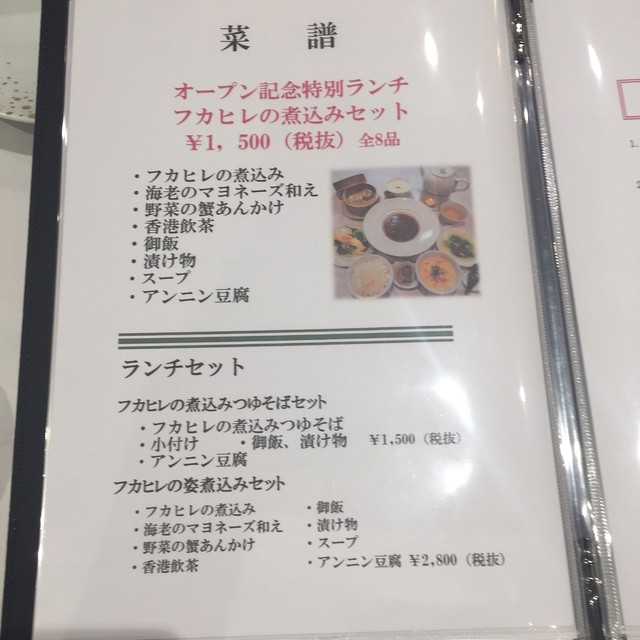 菜 譜
オープン記念特別ランチ
フカヒレの煮込みセット
￥1, 500（税抜）全8品
・フカヒレの煮込み
・海老のマヨネーズ和え
・野菜の蟹あんかけ
・香港飲茶
・御飯
・漬け物
・スープ
・アンニン豆腐
ランチセット
フカヒレの煮込みつゆそばセット
・フカヒレの煮込みつゆそば
・小付け ・御飯、漬け物 ￥1,500（税抜）
・アンニン豆腐
フカヒレの姿煮込みセット
・フカヒレの煮込み ・御飯
・海老のマヨネーズ和え ・漬け物
・野菜の蟹あんかけ ・スープ
・香港飲茶 ・アンニン豆腐 ￥2,800（税抜）
1.
2